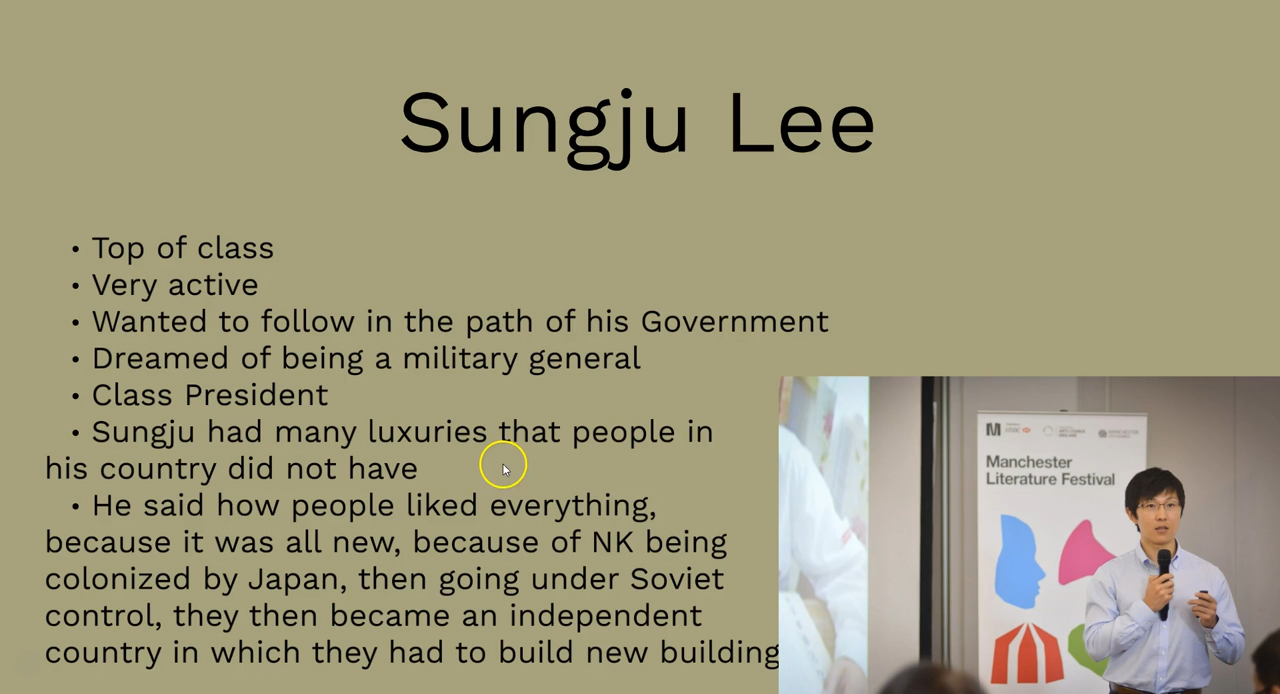 Sungju Lee
• Top of class
• Very active
• Wanted to follow in the path of his Government
• Dreamed of being a military general
• Class President
• Sungju had many luxuries that people in
his country did not have
• He said how people liked everything,
because it was all new, because of NK being
colonized by Japan, then going under Soviet
control, they then became an independent
country in which they had to build new building
Manchester
Literature Festival